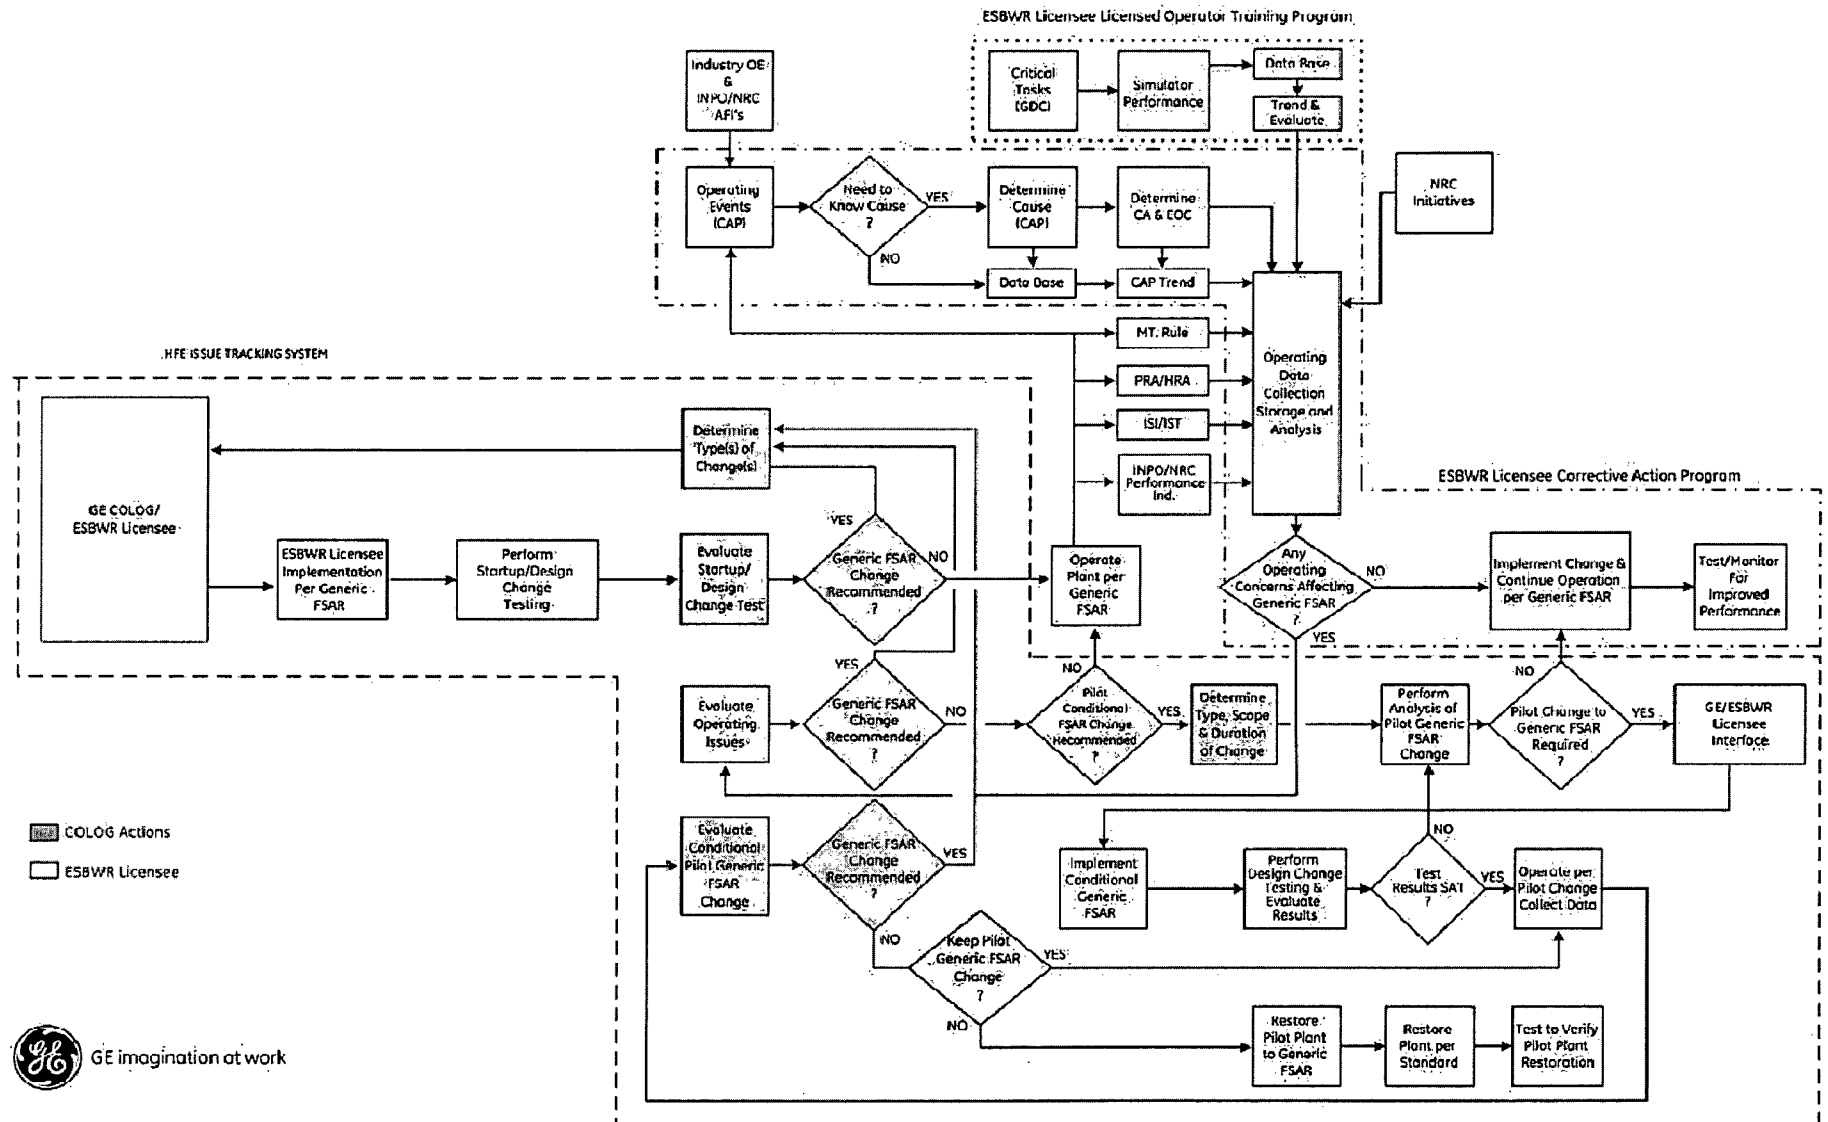 ESBWR Licensee Licensed Operator Training Program
Industry OE
&
INPO/NRC
AFI's
Critical
Tasks
(GDC)
Simulator
Performance
Data Base
Trend &
Evaluate
Operating
Events
(CAP)
Need to
Know Cause
?
YES
NO
Determine
Cause
(CAP)
Determine
CA & EOC
Data Base
CAP Trend
NRC
Initiatives
MT. Rule
PRA/HRA
ISI/IST
INPO/NRC
Performance
Ind.
Operating
Data
Collection
Storage and
Analysis
HFE ISSUE TRACKING SYSTEM
GE COLOG/
ESBWR Licensee
Determine
Type(s) of
Change(s)
ESBWR Licensee Corrective Action Program
ESBWR Licensee
Implementation
Per Generic
FSAR
Perform
Startup/Design
Change
Testing
Evaluate
Startup/
Design
Change Test
YES
Generic FSAR
Change
Recommended
?
NO
Operate
Plant per
Generic
FSAR
Any
Operating
Concerns Affecting
Generic FSAR
?
NO
YES
Implement Change &
Continue Operation
per Generic FSAR
Test/Monitor
For
Improved
Performance
Evaluate
Operating
Issues
YES
Generic FSAR
Change
Recommended
?
NO
NO
Pilot
Conditional
FSAR Change
Recommended
?
YES
Determine
Type, Scope
& Duration
of Change
Perform
Analysis of
Pilot Generic
FSAR
Change
NO
Pilot Change to
Generic FSAR
Required
?
YES
GE/ESBWR
Licensee
Interface
COLOG Actions
ESBWR Licensee
Evaluate
Conditional
Pilot Generic
FSAR
Change
Generic FSAR
Change
Recommended
?
YES
NO
Implement
Conditional
Generic
FSAR
Perform
Design Change
Testing &
Evaluate
Results
NO
Test
Results SAT
?
YES
Operate per
Pilot Change
Collect Data
Keep Pilot
Generic FSAR
Change
?
YES
NO
Restore
Pilot Plant
to Generic
FSAR
Restore
Plant per
Standard
Test to Verify
Pilot Plant
Restoration
GE imagination at work